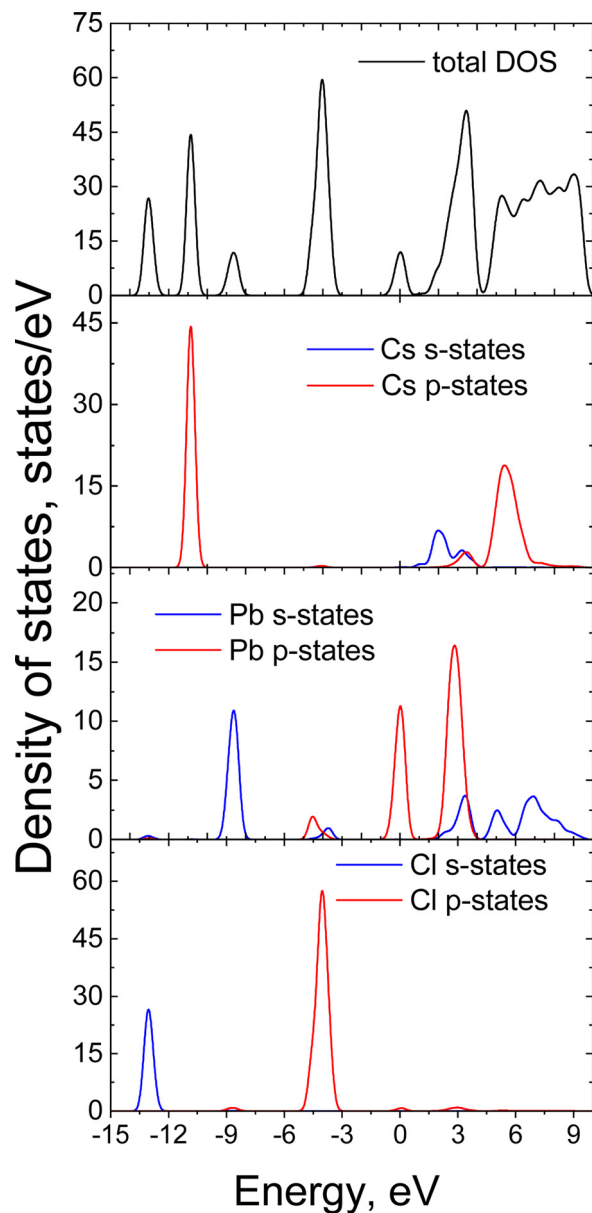 75
60
45
30
15
0
total DOS
45
30
15
0
Cs s-states
Cs p-states
20
15
10
5
0
Pb s-states
Pb p-states
60
45
30
15
0
Cl s-states
Cl p-states
-15 -12 -9 -6 -3 0 3 6 9
Density of states, states/eV
Energy, eV